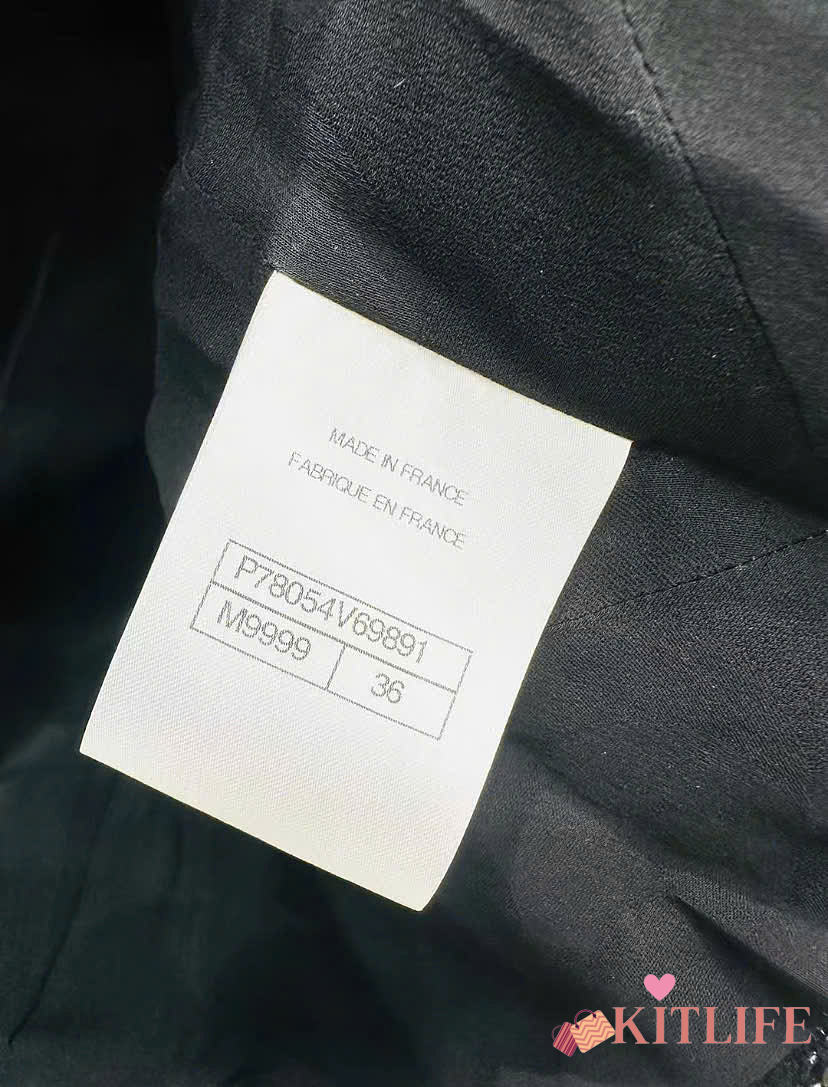 MADE IN FRANCE
FABRIQUE EN FRANCE
P78054V69891
M9999 36
KITLIFE